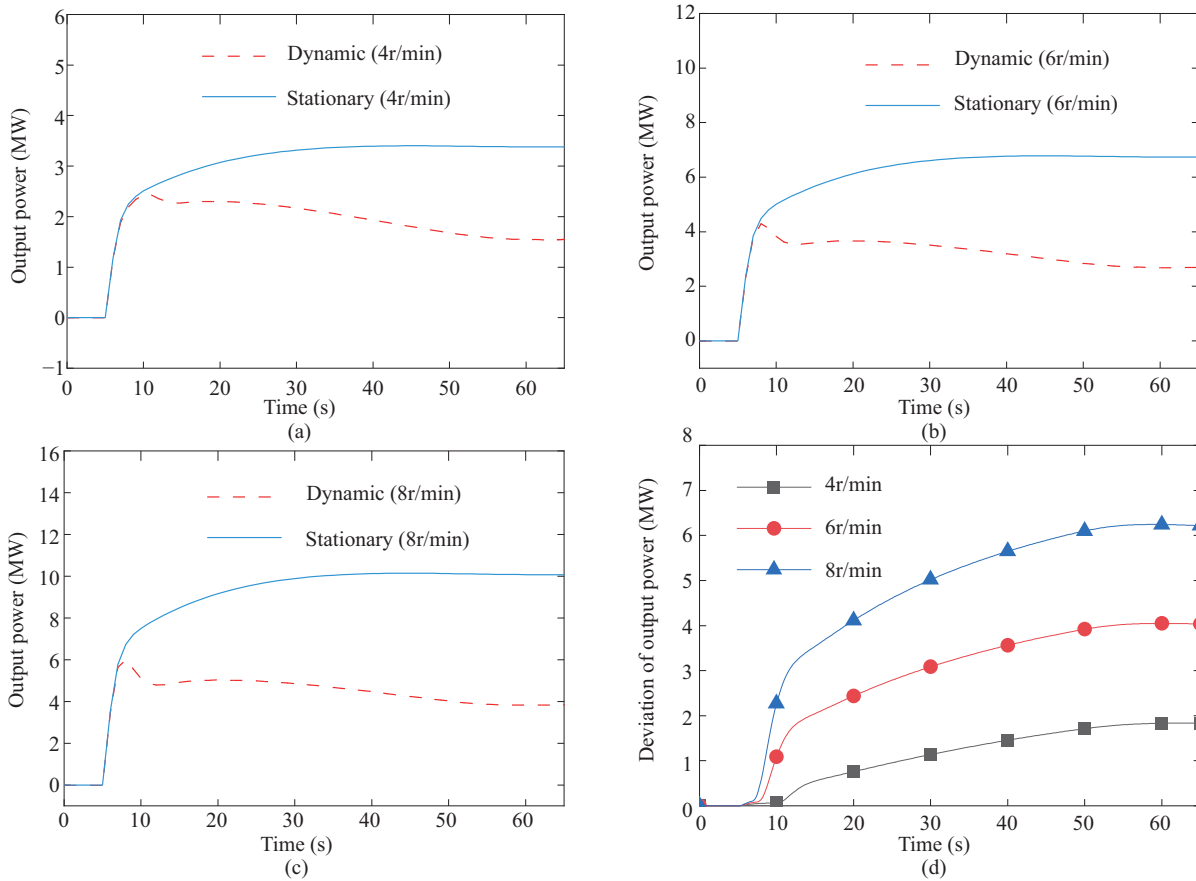 6
5
4
3
2
1
0
−1
Output power (MW)
Dynamic (4r/min)
Stationary (4r/min)
0 10 20 30 40 50 60
Time (s)
(a)
12
10
8
6
4
2
0
Output power (MW)
Dynamic (6r/min)
Stationary (6r/min)
0 10 20 30 40 50 60
Time (s)
(b)
16
14
12
10
8
6
4
2
0
Output power (MW)
Dynamic (8r/min)
Stationary (8r/min)
0 10 20 30 40 50 60
Time (s)
(c)
8
7
6
5
4
3
2
1
0
Deviation of output power (MW)
4r/min
6r/min
8r/min
0 10 20 30 40 50 60
Time (s)
(d)